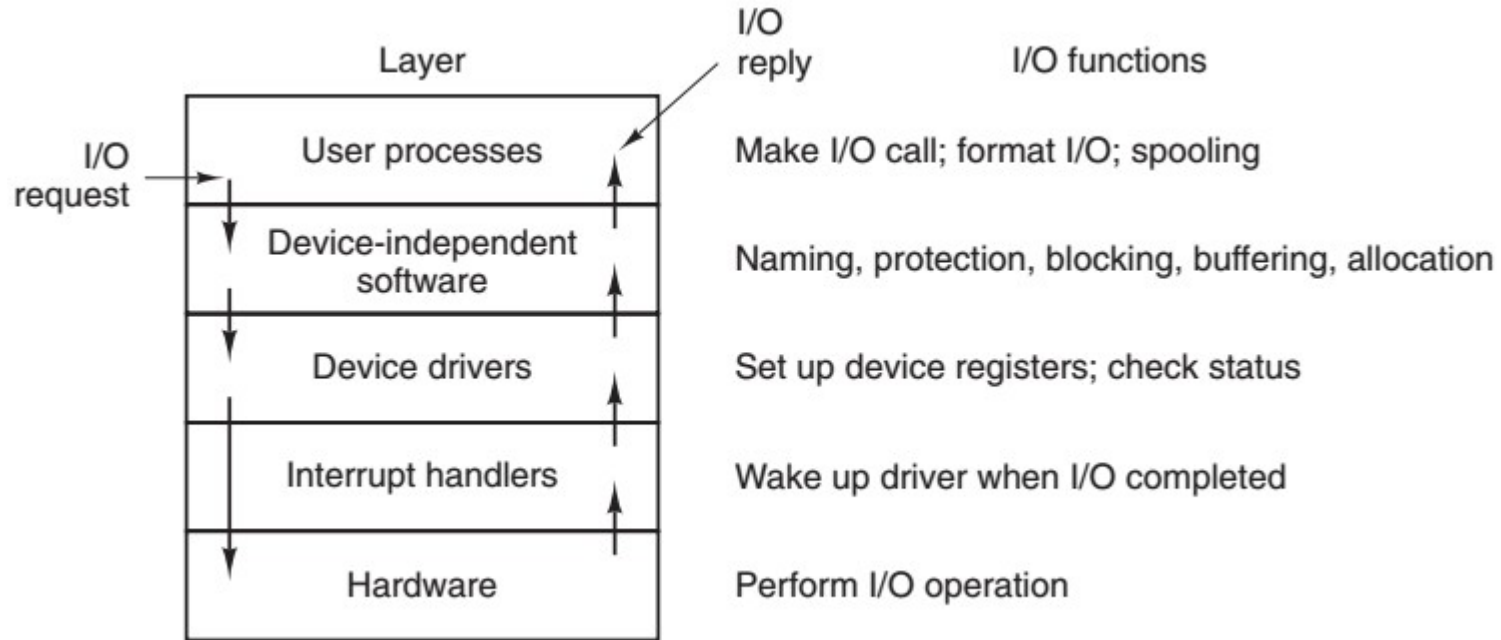 Layer
I/O
reply
I/O functions
I/O
request
User processes
Make I/O call; format I/O; spooling
Device-independent
software
Naming, protection, blocking, buffering, allocation
Device drivers
Set up device registers; check status
Interrupt handlers
Wake up driver when I/O completed
Hardware
Perform I/O operation